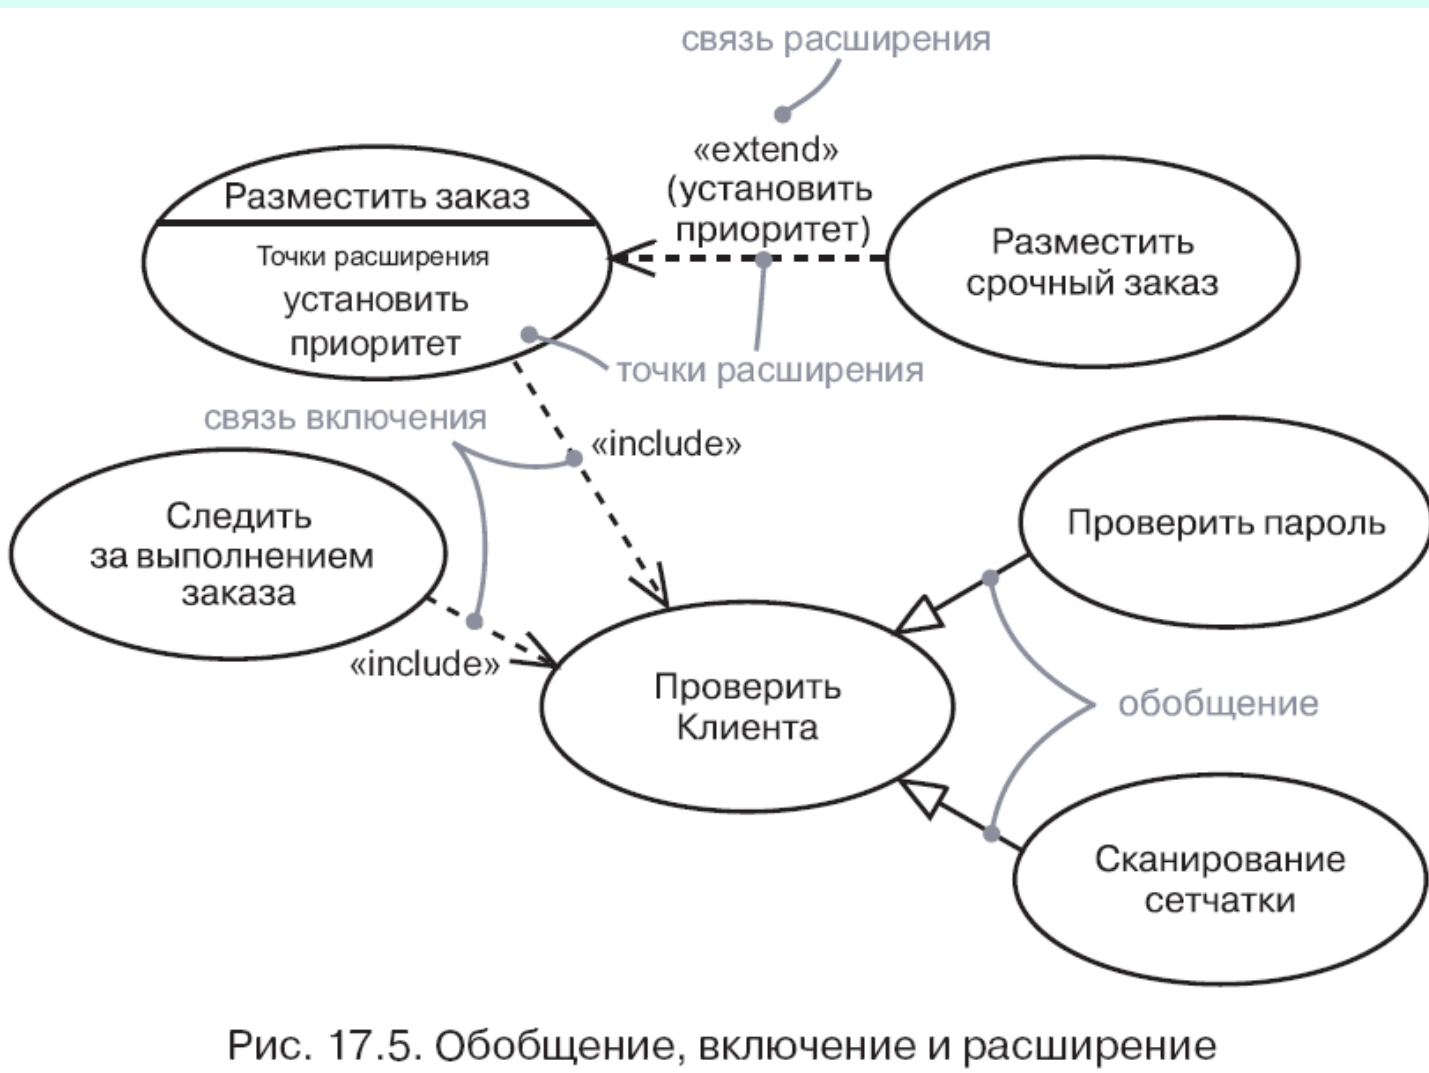 связь расширения
«extend»
(установить
приоритет)
Разместить заказ
Точки расширения
установить
приоритет
Разместить
срочный заказ
точки расширения
связь включения
«include»
Следить
за выполнением
заказа
«include»
Проверить пароль
Проверить
Клиента
обобщение
Сканирование
сетчатки
Рис. 17.5. Обобщение, включение и расширение